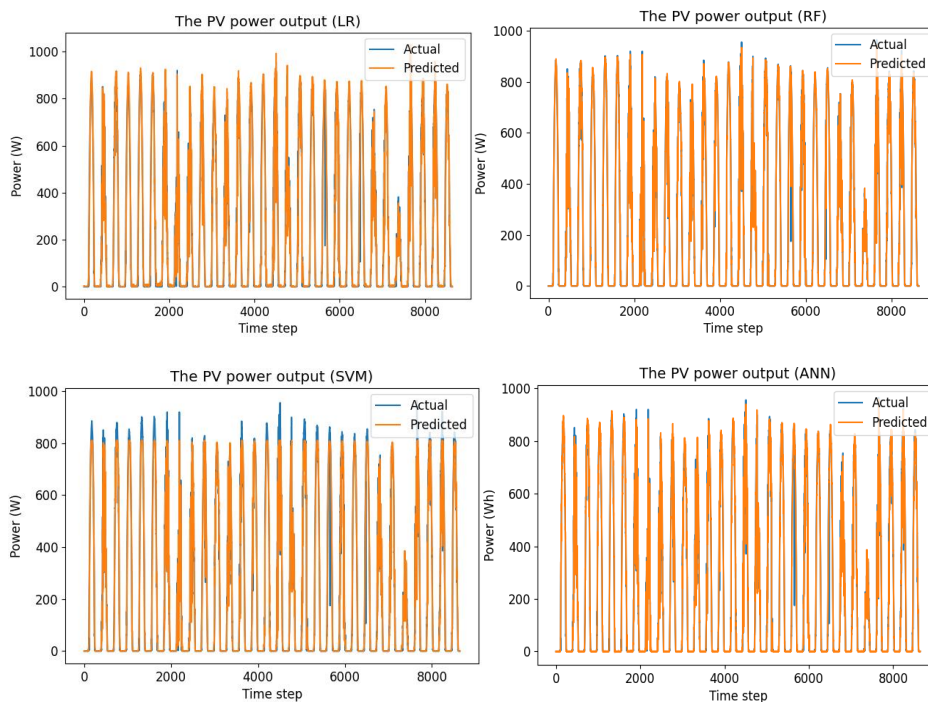 The PV power output (LR)
1000
800
600
400
200
0
Power (W)
Actual
Predicted
0 2000 4000 6000 8000
Time step
The PV power output (RF)
1000
800
600
400
200
0
Power (W)
Actual
Predicted
0 2000 4000 6000 8000
Time step
The PV power output (SVM)
1000
800
600
400
200
0
Power (W)
Actual
Predicted
0 2000 4000 6000 8000
Time step
The PV power output (ANN)
1000
800
600
400
200
0
Power (Wh)
Actual
Predicted
0 2000 4000 6000 8000
Time step